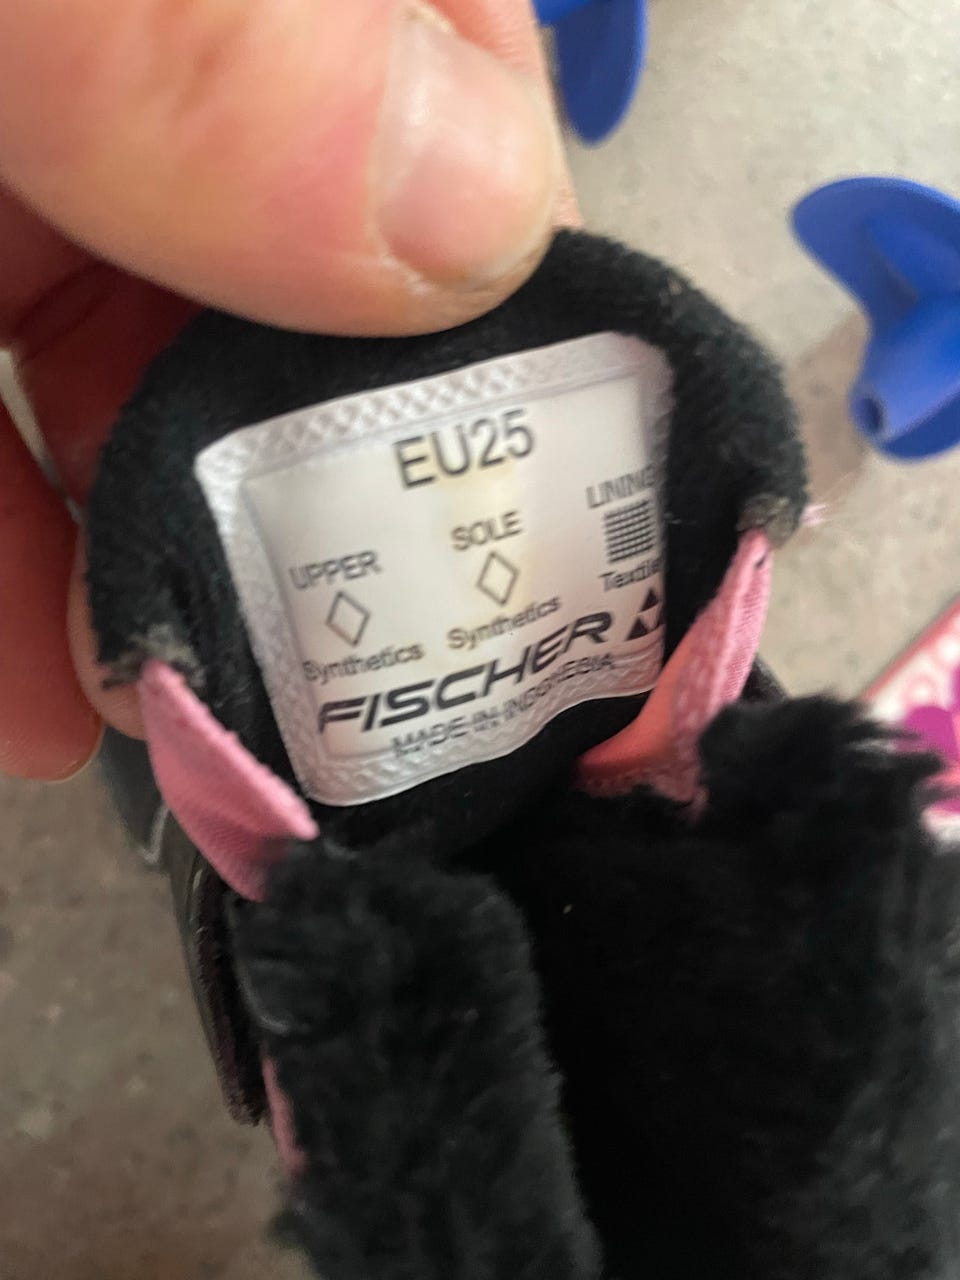 EU25
UPPER SOLE LINING
Synthetics Synthetics Textile
FISCHER
MADE IN INDONESIA